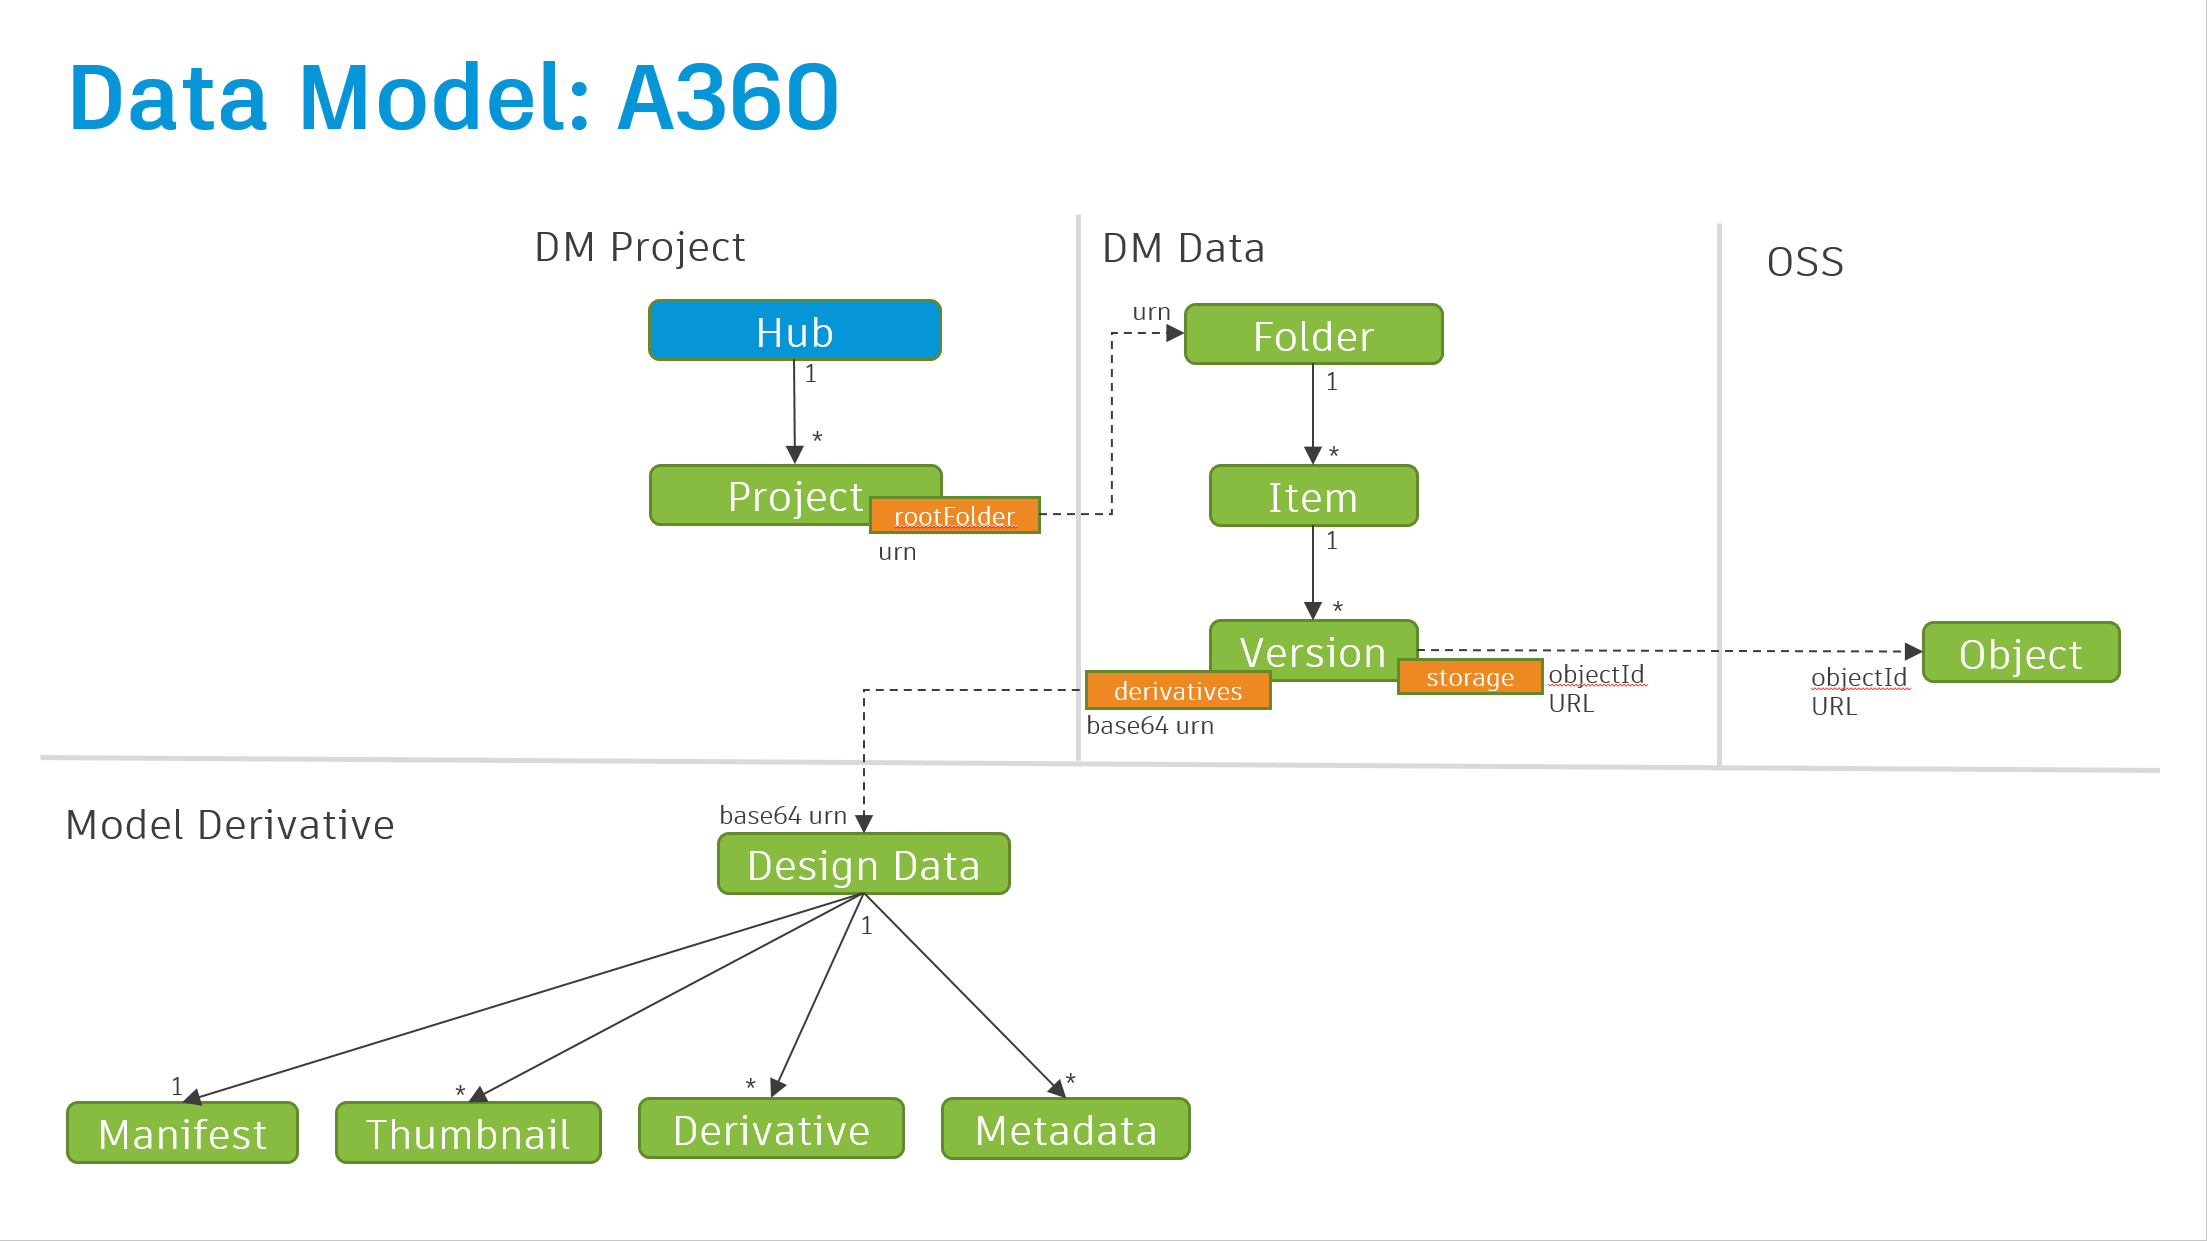 Data Model: A360
DM Project
DM Data
OSS
Hub
1
*
Project
rootFolder
urn
urn
Folder
1
*
Item
1
*
Version
storage
objectId
URL
derivatives
base64 urn
Object
objectId
URL
Model Derivative
base64 urn
Design Data
1
1
*
*
*
Manifest
Thumbnail
Derivative
Metadata